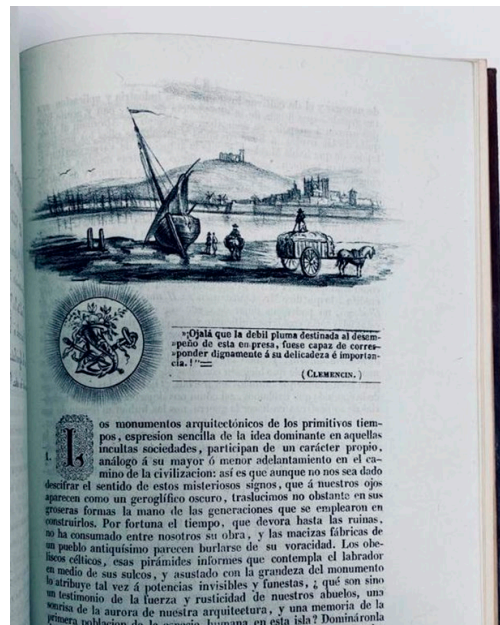 »¡Ojalá que la debil pluma destinada al desem-
»peño de esta en presa, fuese capaz de corres-
»ponder dignamente á su delicadeza é importan-
cia.!"
(CLEMENCIN.)
I.
Los monumentos arquitectónicos de los primitivos tiem-
pos, espresion sencilla de la idea dominante en aquellas
incultas sociedades, participan de un carácter propio,
análogo á su mayor ó menor adelantamiento en el ca-
mino de la civilizacion: asi es que aunque no nos sea dado
descifrar el sentido de estos misteriosos signos, que á nuestros ojos
aparecen como un geroglífico oscuro, traslucimos no obstante en sus
groseras formas la mano de las generaciones que se emplearon en
construirlos. Por fortuna el tiempo, que devora hasta las ruinas,
no ha consumado entre nosotros su obra, y las macizas fábricas de
un pueblo antiquísimo parecen burlarse de su voracidad. Los obe-
liscos célticos, esas pirámides informes que contempla el labrador
en medio de sus sulcos, y asustado con la grandeza del monumento
lo atribuye tal vez á potencias invisibles y funestas, ¿ qué son sino
un testimonio de la fuerza y rusticidad de nuestros abuelos, una
sonrisa de la aurora de nuestra arquitectura, y una memoria de la
primera poblacion de la especie humana en esta isla? Domináronla